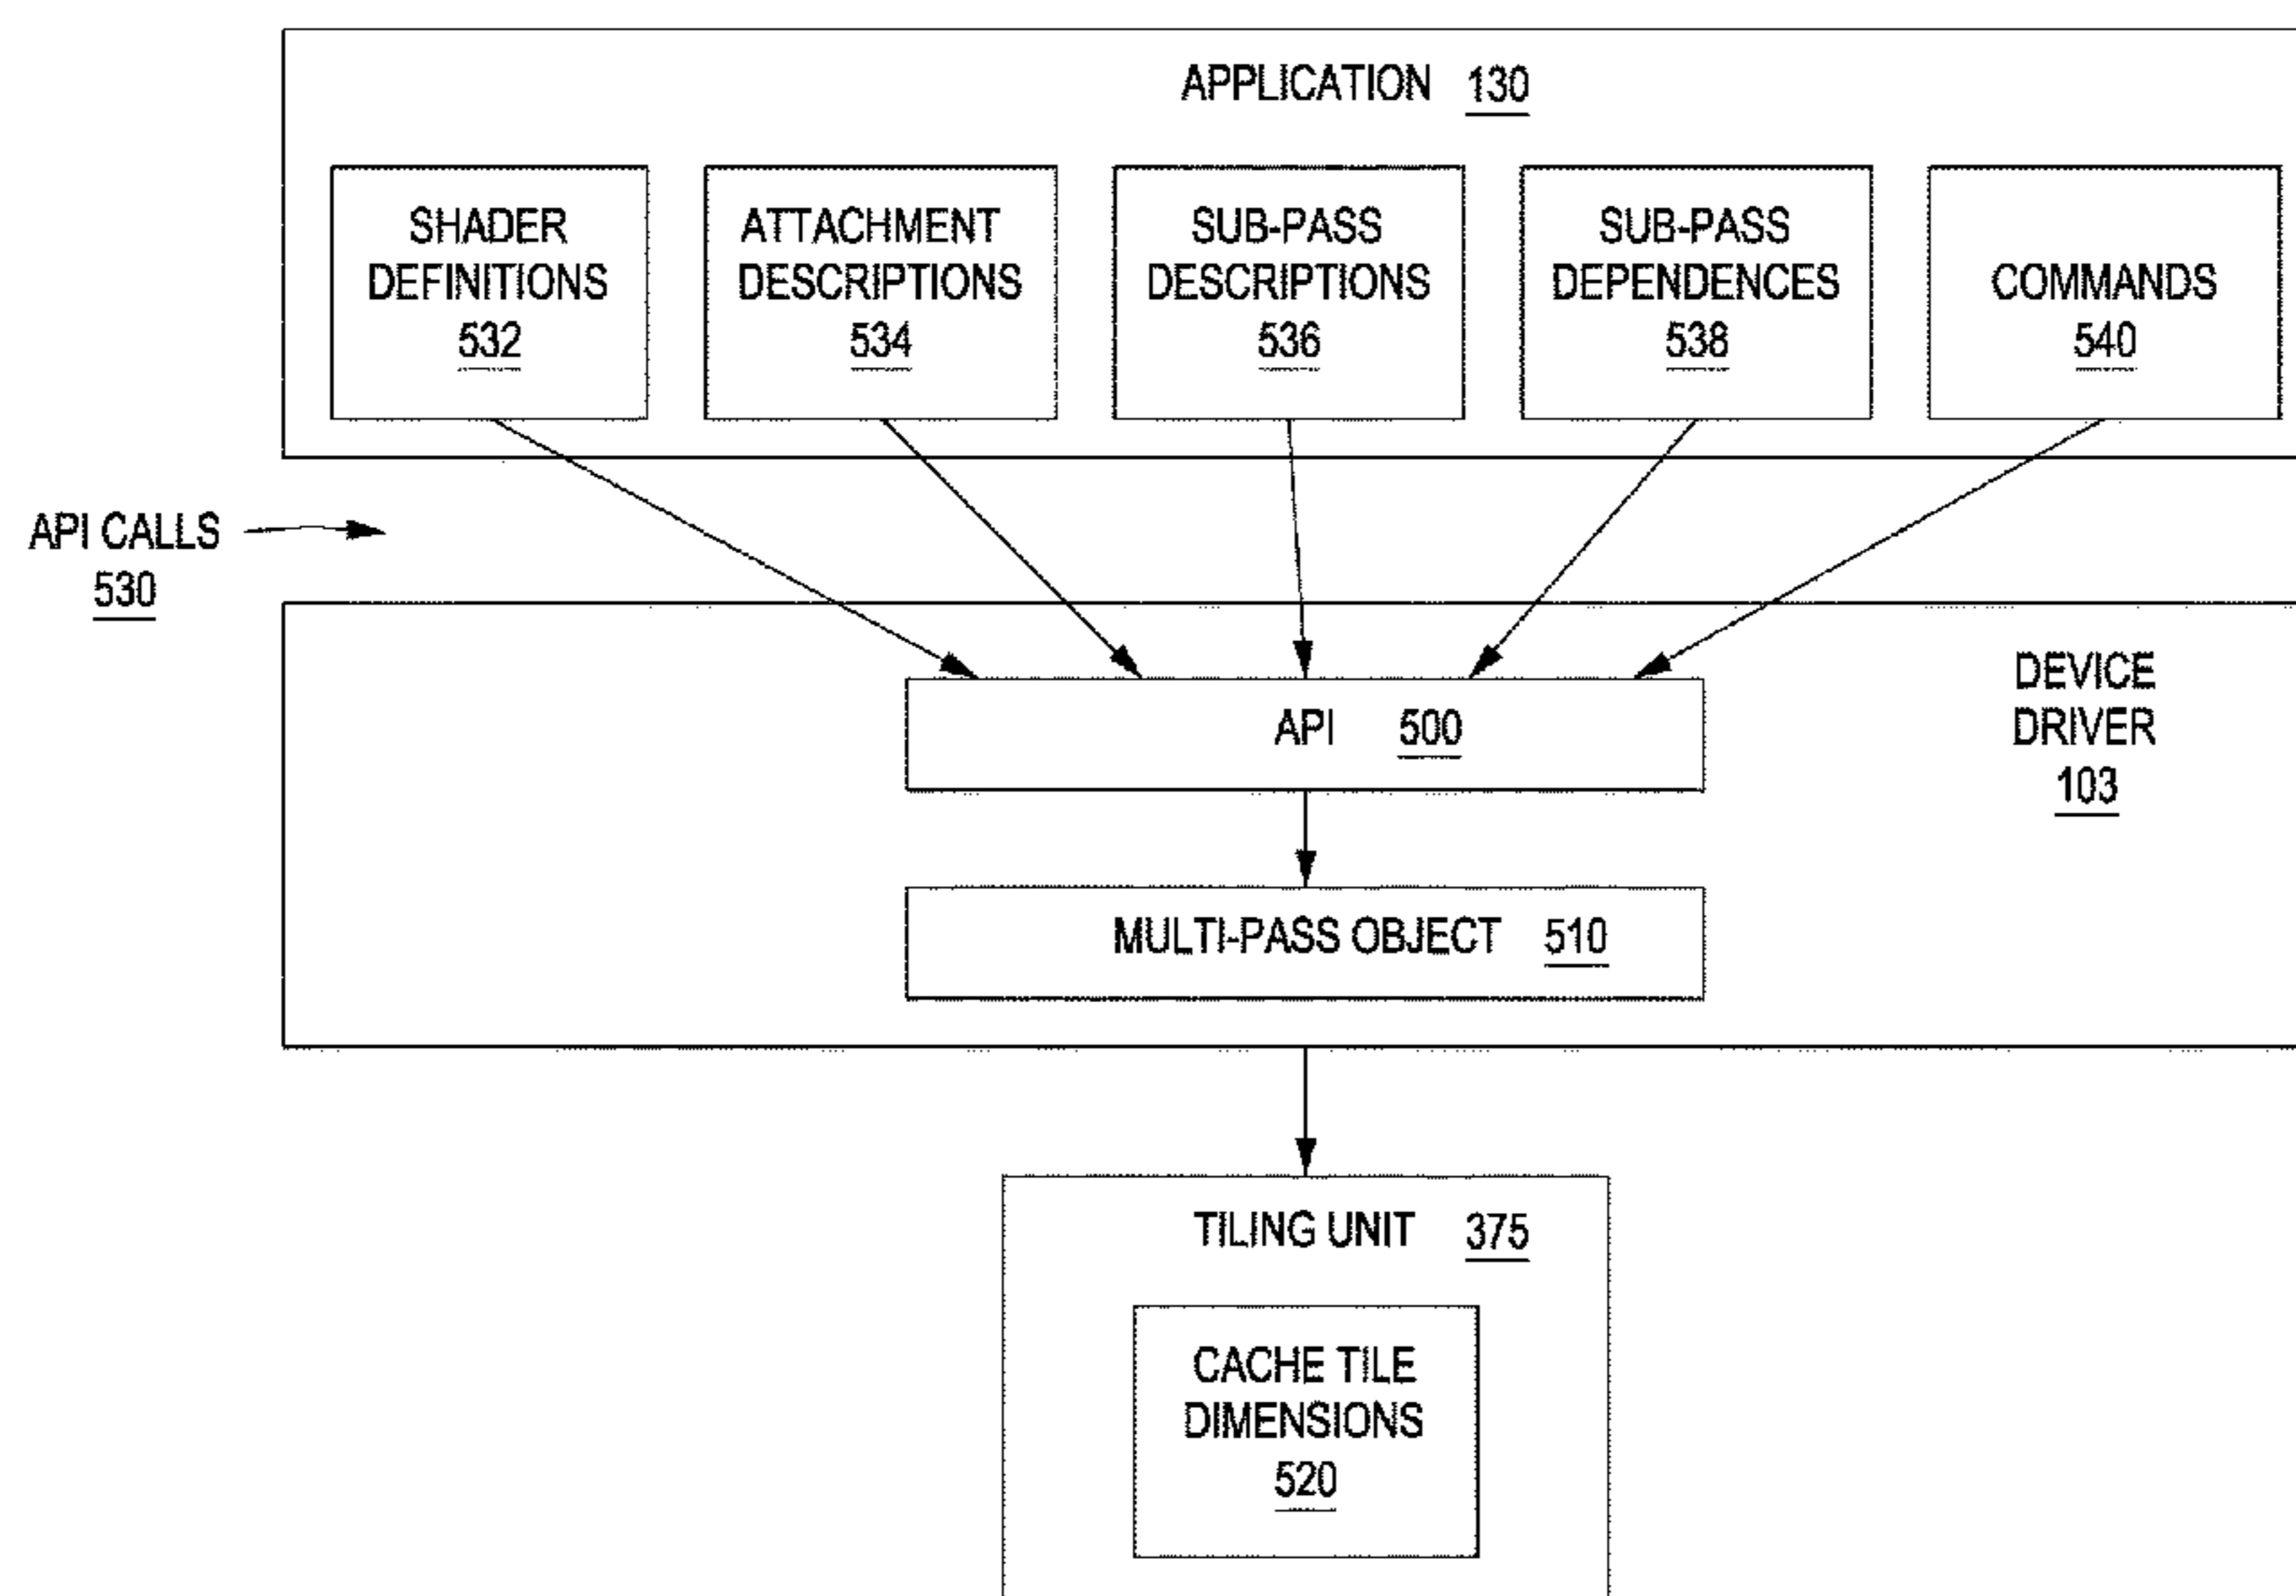 APPLICATION 130
SHADER
DEFINITIONS
532
ATTACHMENT
DESCRIPTIONS
534
SUB-PASS
DESCRIPTIONS
536
SUB-PASS
DEPENDENCES
538
COMMANDS
540
API CALLS
530
DEVICE
DRIVER
103
API 500
MULTI-PASS OBJECT 510
TILING UNIT 375
CACHE TILE
DIMENSIONS
520